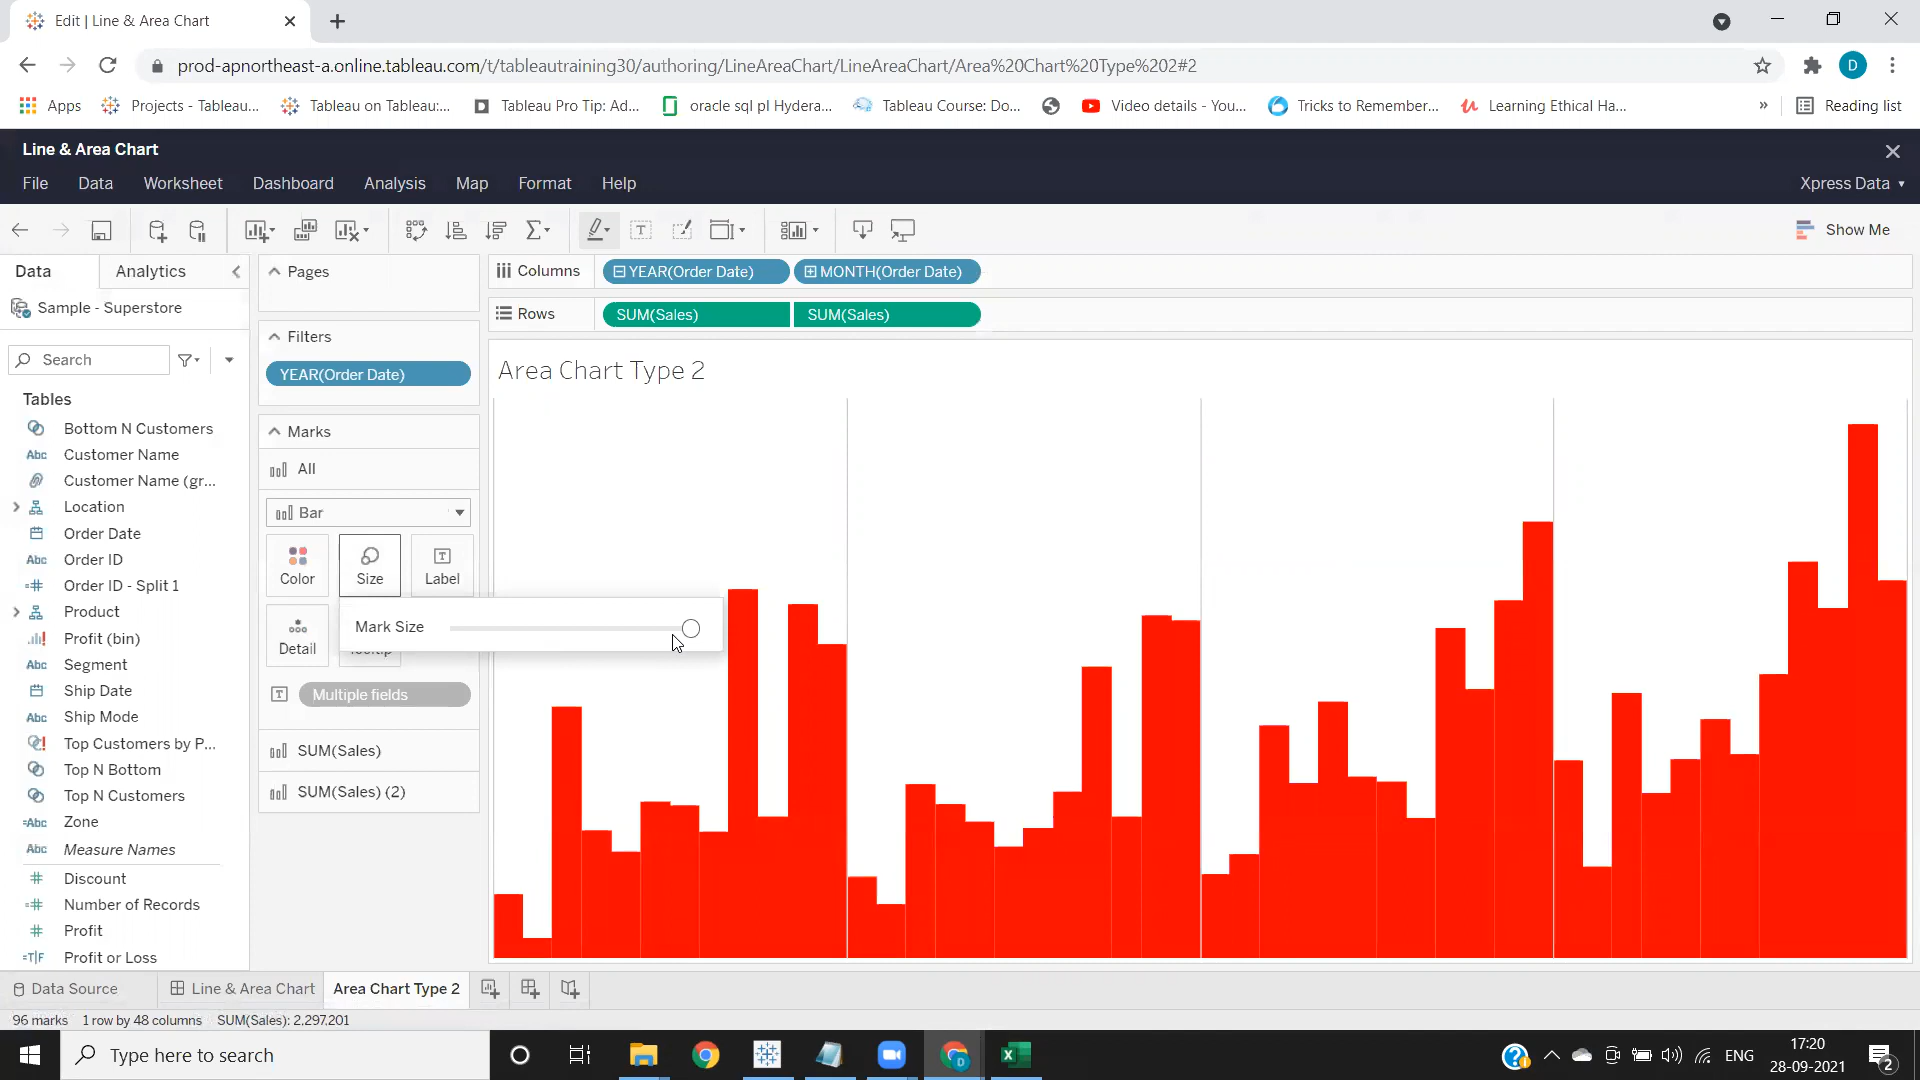 Edit | Line & Area Chart
prod-apnortheast-a.online.tableau.com/t/tableautraining30/authoring/LineAreaChart/LineAreaChart/Area%20Chart%20Type%202#2
D
Apps
Projects - Tableau...
Tableau on Tableau:...
Tableau Pro Tip: Ad...
oracle sql pl Hydera...
Tableau Course: Do...
Video details - You...
Tricks to Remember...
Learning Ethical Ha...
»
Reading list
Line & Area Chart
File Data Worksheet Dashboard Analysis Map Format Help
Xpress Data
Show Me
Data
Analytics
Pages
Columns
YEAR(Order Date)
MONTH(Order Date)
Sample - Superstore
Rows
SUM(Sales)
SUM(Sales)
Filters
YEAR(Order Date)
Search
Area Chart Type 2
Tables
Bottom N Customers
Abc Customer Name
Customer Name (gr...
Location
Order Date
Abc Order ID
=# Order ID - Split 1
Product
Profit (bin)
Abc Segment
Ship Date
Abc Ship Mode
Top Customers by P...
Top N Bottom
Top N Customers
=Abc Zone
Abc Measure Names
# Discount
=# Number of Records
# Profit
=T|F Profit or Loss
Marks
All
Bar
Color
Size
Label
Mark Size
Detail
Tooltip
Multiple fields
SUM(Sales)
SUM(Sales) (2)
Data Source
Line & Area Chart
Area Chart Type 2
96 marks 1 row by 48 columns SUM(Sales): 2,297,201
Type here to search
ENG
17:20
28-09-2021
2